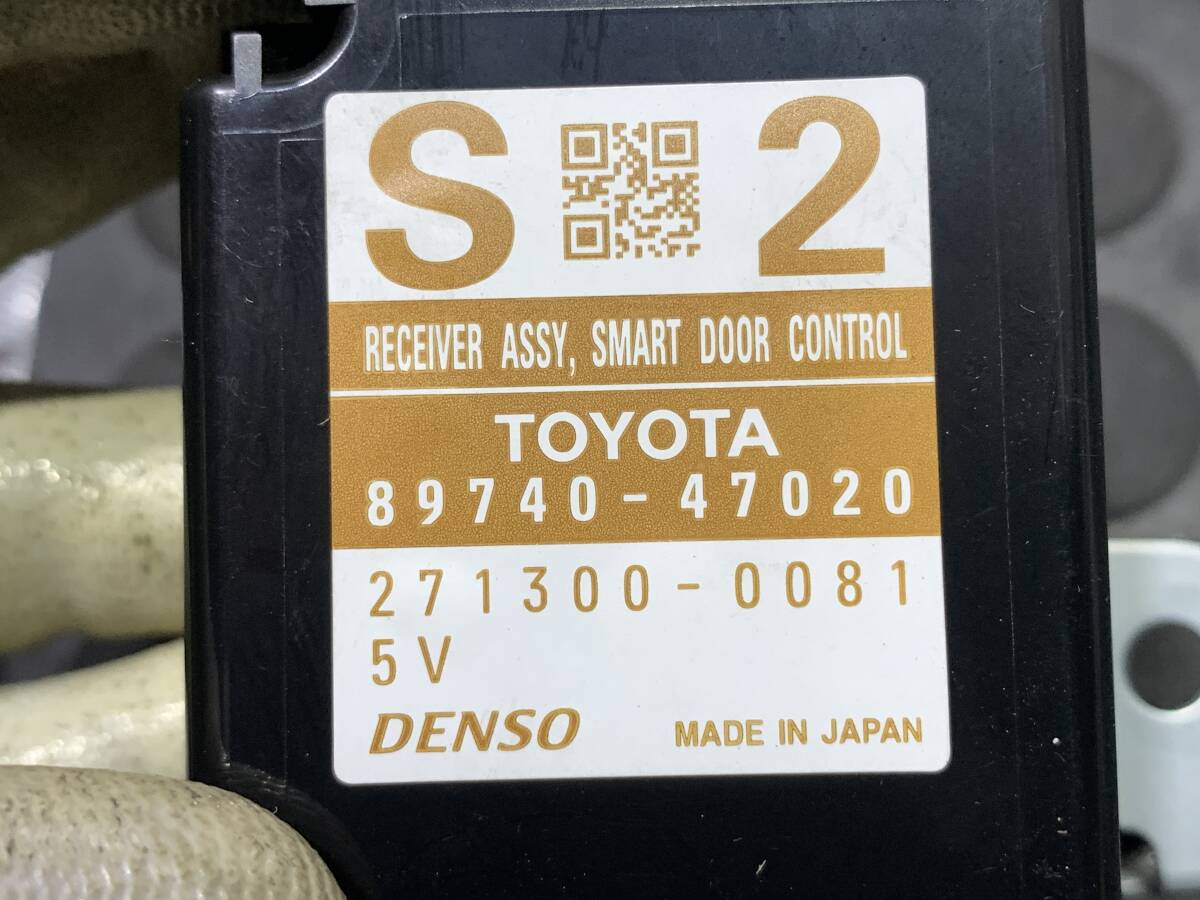 S 2
RECEIVER ASSY, SMART DOOR CONTROL
TOYOTA
89740-47020
271300-0081
5V
DENSO MADE IN JAPAN